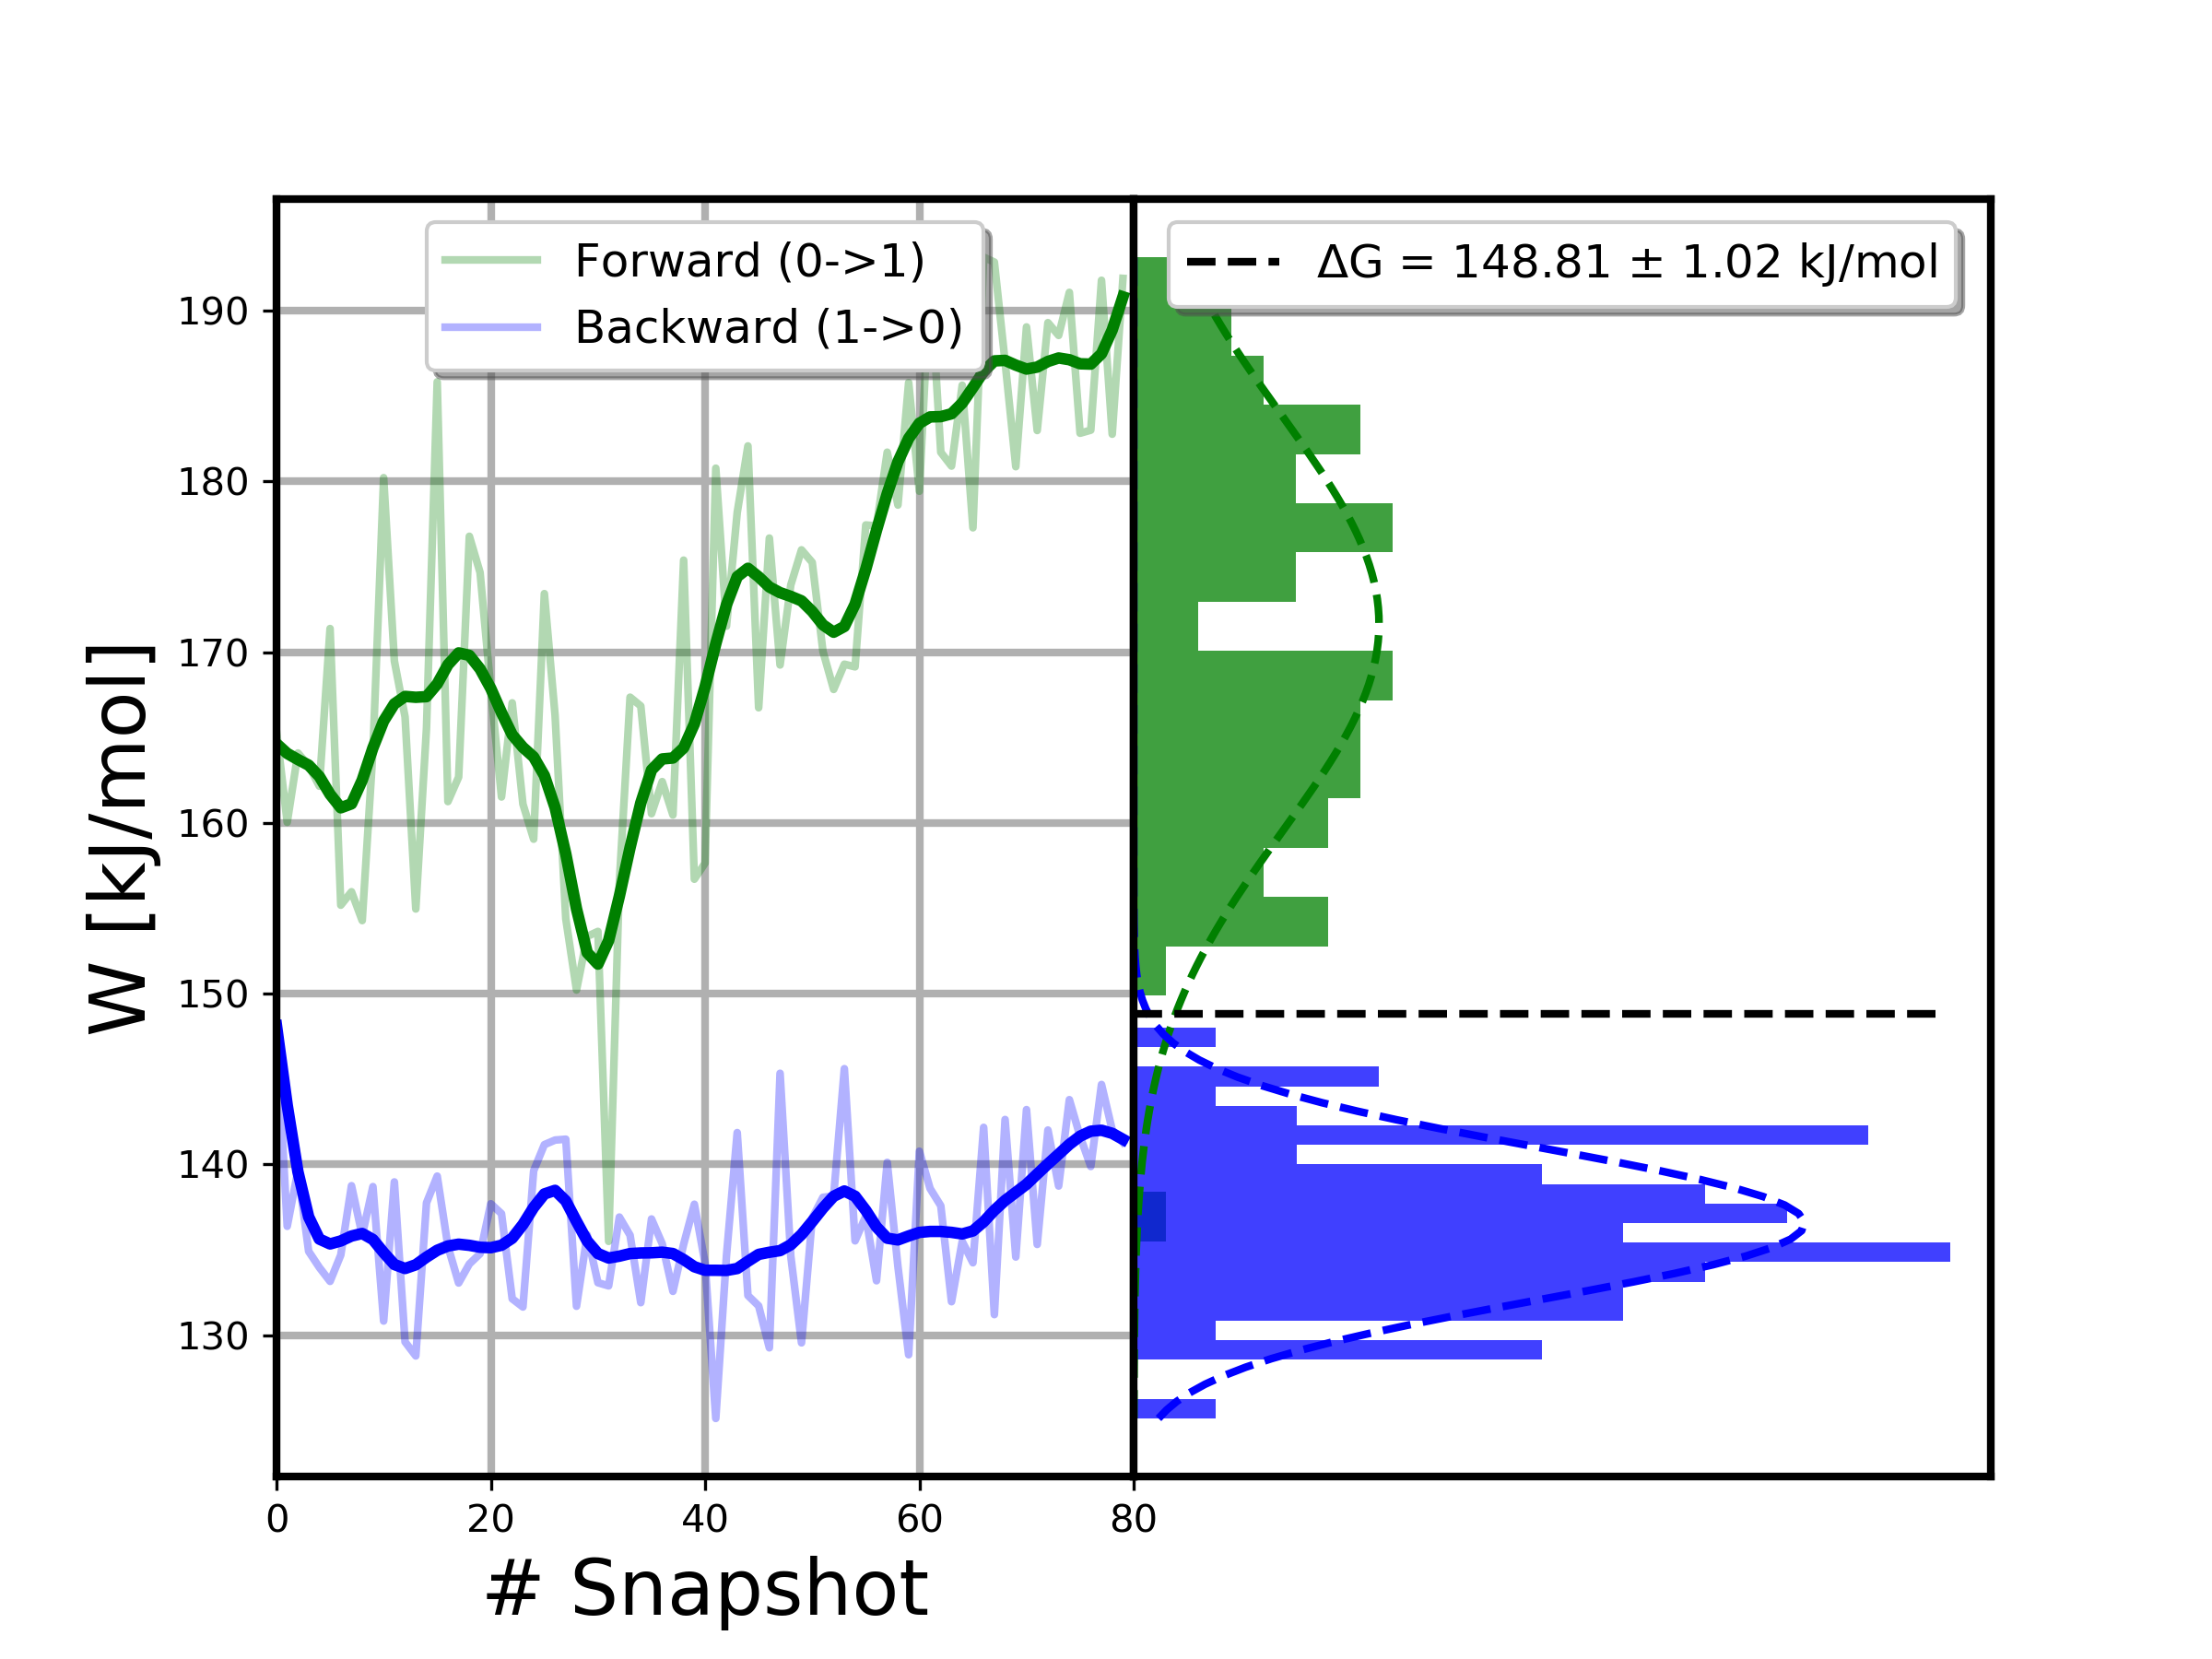 Forward (0->1)
Backward (1->0)
ΔG = 148.81 ± 1.02 kJ/mol
W [kJ/mol]
190
180
170
160
150
140
130
0
20
40
60
80
# Snapshot